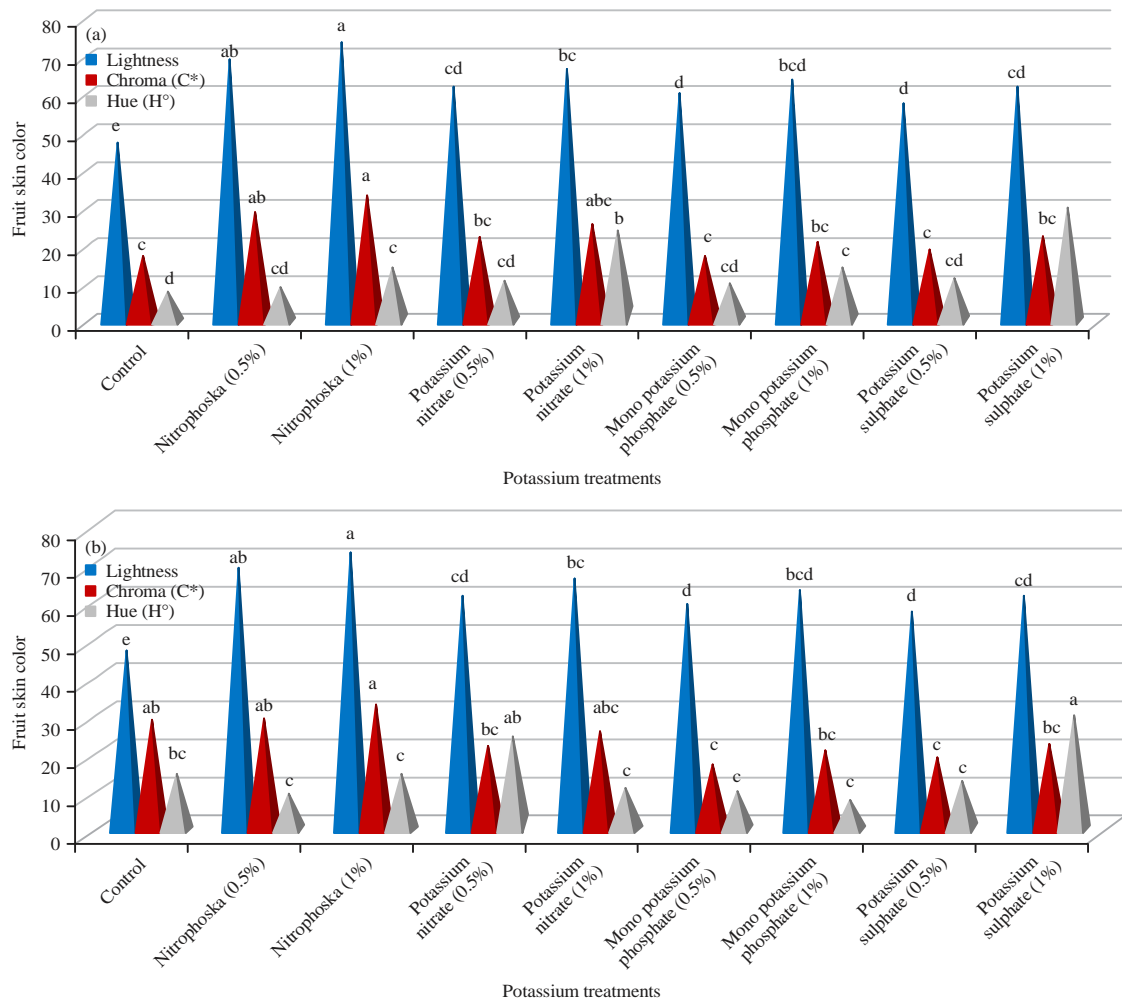 (a)
Lightness
Chroma (C*)
Hue (H°)
Fruit skin color
80
70
60
50
40
30
20
10
0
e
c
d
ab
ab
cd
a
a
c
cd
bc
cd
bc
abc
b
d
c
cd
bcd
bc
c
d
c
cd
cd
bc
Control
Nitrophoska (0.5%)
Nitrophoska (1%)
Potassium
nitrate (0.5%)
Potassium
nitrate (1%)
Mono potassium
phosphate (0.5%)
Mono potassium
phosphate (1%)
Potassium
sulphate (0.5%)
Potassium
sulphate (1%)
Potassium treatments
(b)
Lightness
Chroma (C*)
Hue (H°)
Fruit skin color
80
70
60
50
40
30
20
10
0
e
ab
bc
ab
ab
c
a
a
c
cd
bc
ab
bc
abc
c
d
c
c
bcd
bc
c
d
c
c
cd
bc
a
Control
Nitrophoska (0.5%)
Nitrophoska (1%)
Potassium
nitrate (0.5%)
Potassium
nitrate (1%)
Mono potassium
phosphate (0.5%)
Mono potassium
phosphate (1%)
Potassium
sulphate (0.5%)
Potassium
sulphate (1%)
Potassium treatments